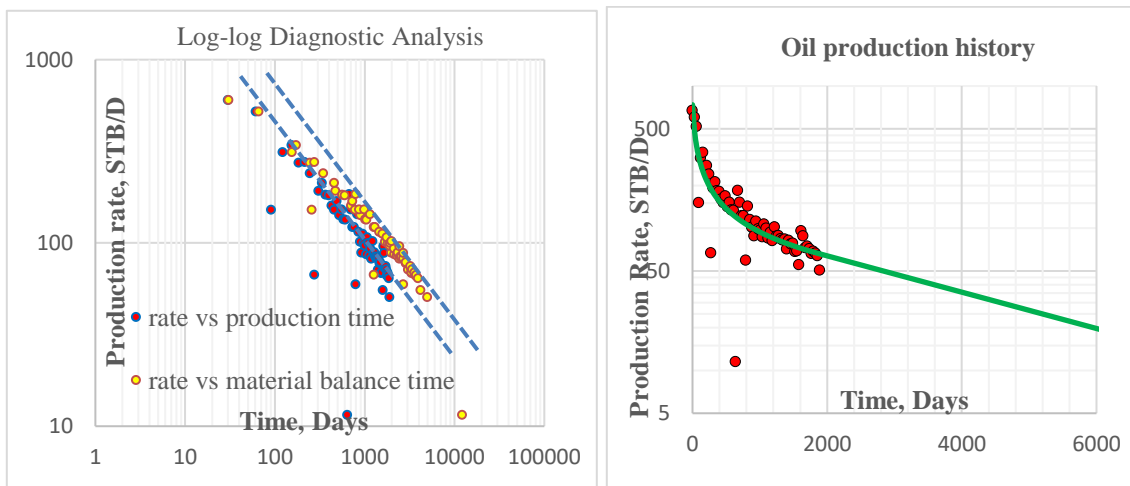 Log-log Diagnostic Analysis
Production rate, STB/D
1000
100
10
rate vs production time
rate vs material balance time
Time, Days
1 10 100 1000 10000 100000
Oil production history
Production Rate, STB/D
500
50
5
Time, Days
0 2000 4000 6000